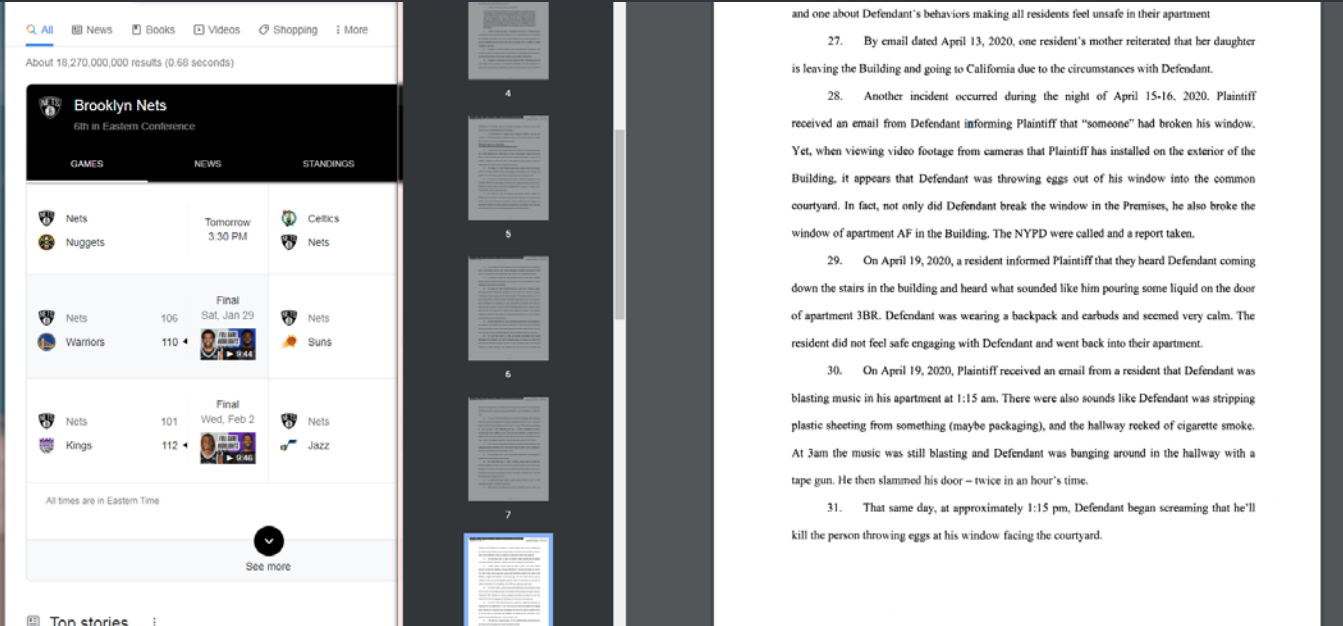 All News Books Videos Shopping More
About 18,270,000,000 results (0.68 seconds)
Brooklyn Nets
6th in Eastern Conference
GAMES NEWS STANDINGS
Nets Tomorrow Celtics
Nuggets 3:30 PM Nets
Final
Nets 106 Sat, Jan 29 Nets
Warriors 110 Suns
FULL GAME
HIGHLIGHTS
9:44
Final
Nets 101 Wed, Feb 2 Nets
Kings 112 Jazz
FULL GAME
HIGHLIGHTS
9:46
All times are in Eastern Time
See more
Top stories
4
5
6
7
and one about Defendant's behaviors making all residents feel unsafe in their apartment
27. By email dated April 13, 2020, one resident's mother reiterated that her daughter
is leaving the Building and going to California due to the circumstances with Defendant.
28. Another incident occurred during the night of April 15-16, 2020. Plaintiff
received an email from Defendant informing Plaintiff that "someone" had broken his window.
Yet, when viewing video footage from cameras that Plaintiff has installed on the exterior of the
Building, it appears that Defendant was throwing eggs out of his window into the common
courtyard. In fact, not only did Defendant break the window in the Premises, he also broke the
window of apartment AF in the Building. The NYPD were called and a report taken.
29. On April 19, 2020, a resident informed Plaintiff that they heard Defendant coming
down the stairs in the building and heard what sounded like him pouring some liquid on the door
of apartment 3BR. Defendant was wearing a backpack and earbuds and seemed very calm. The
resident did not feel safe engaging with Defendant and went back into their apartment.
30. On April 19, 2020, Plaintiff received an email from a resident that Defendant was
blasting music in his apartment at 1:15 am. There were also sounds like Defendant was stripping
plastic sheeting from something (maybe packaging), and the hallway reeked of cigarette smoke.
At 3am the music was still blasting and Defendant was banging around in the hallway with a
tape gun. He then slammed his door – twice in an hour's time.
31. That same day, at approximately 1:15 pm, Defendant began screaming that he'll
kill the person throwing eggs at his window facing the courtyard.